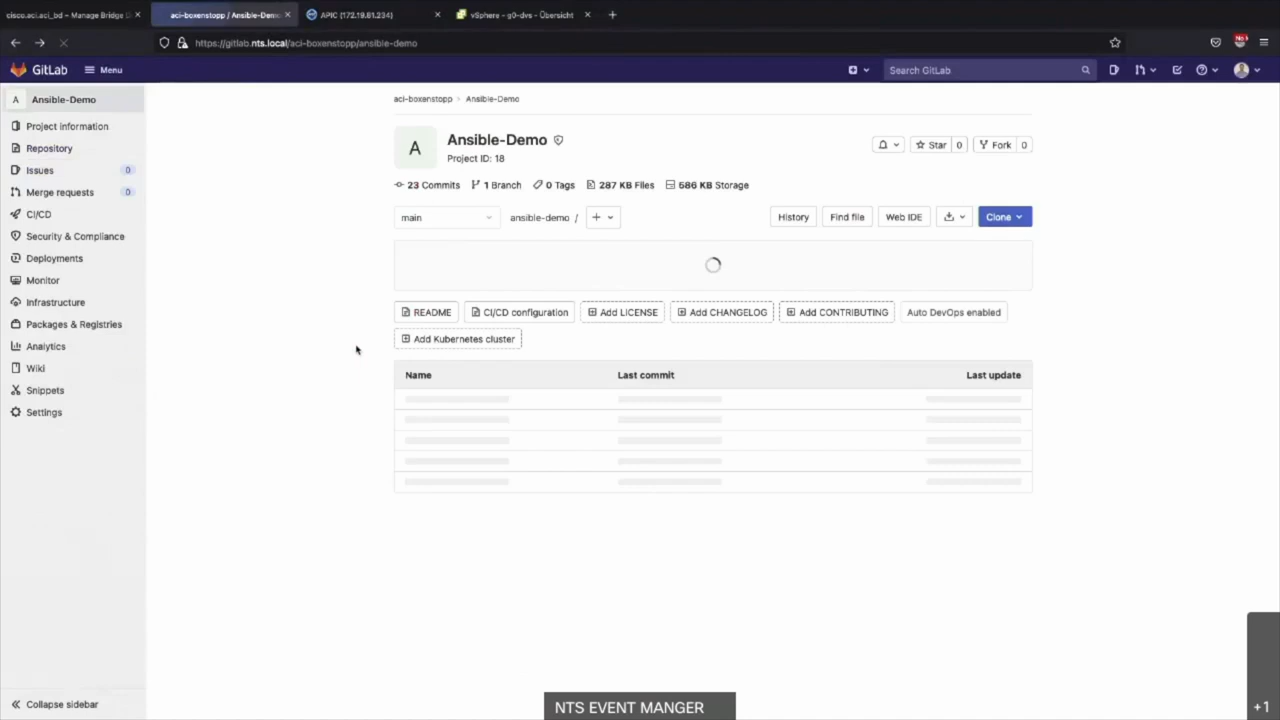 cisco.aci.aci_bd – Manage Bridge D
aci-boxenstopp / Ansible-Demo
APIC (172.19.61.234)
vSphere - g0-dvs - Übersicht
https://gitlab.nts.local/aci-boxenstopp/ansible-demo
GitLab
Menu
Search GitLab
A
Ansible-Demo
Project information
Repository
Issues
0
Merge requests
0
CI/CD
Security & Compliance
Deployments
Monitor
Infrastructure
Packages & Registries
Analytics
Wiki
Snippets
Settings
Collapse sidebar
aci-boxenstopp > Ansible-Demo
A
Ansible-Demo
Project ID: 18
Star 0
Fork 0
23 Commits 1 Branch 0 Tags 287 KB Files 586 KB Storage
main
ansible-demo / +
History
Find file
Web IDE
Clone
README
CI/CD configuration
Add LICENSE
Add CHANGELOG
Add CONTRIBUTING
Auto DevOps enabled
Add Kubernetes cluster
Name Last commit Last update
NTS EVENT MANGER
+1